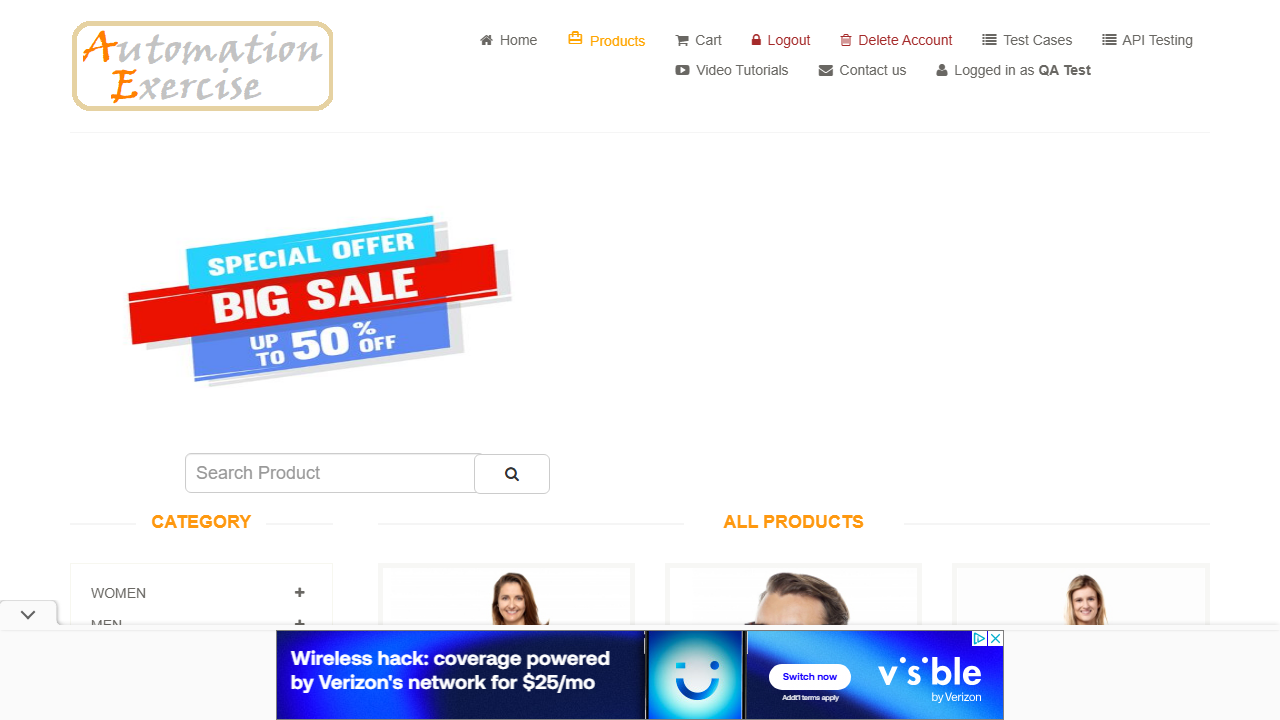 Automation
Exercise
Home Products Cart Logout Delete Account Test Cases API Testing
Video Tutorials Contact us Logged in as QA Test
SPECIAL OFFER
BIG SALE
UP TO 50% OFF
Search Product
CATEGORY
ALL PRODUCTS
WOMEN
MEN
Wireless hack: coverage powered
by Verizon's network for $25/mo
Switch now
Addt'l terms apply
visible
by Verizon